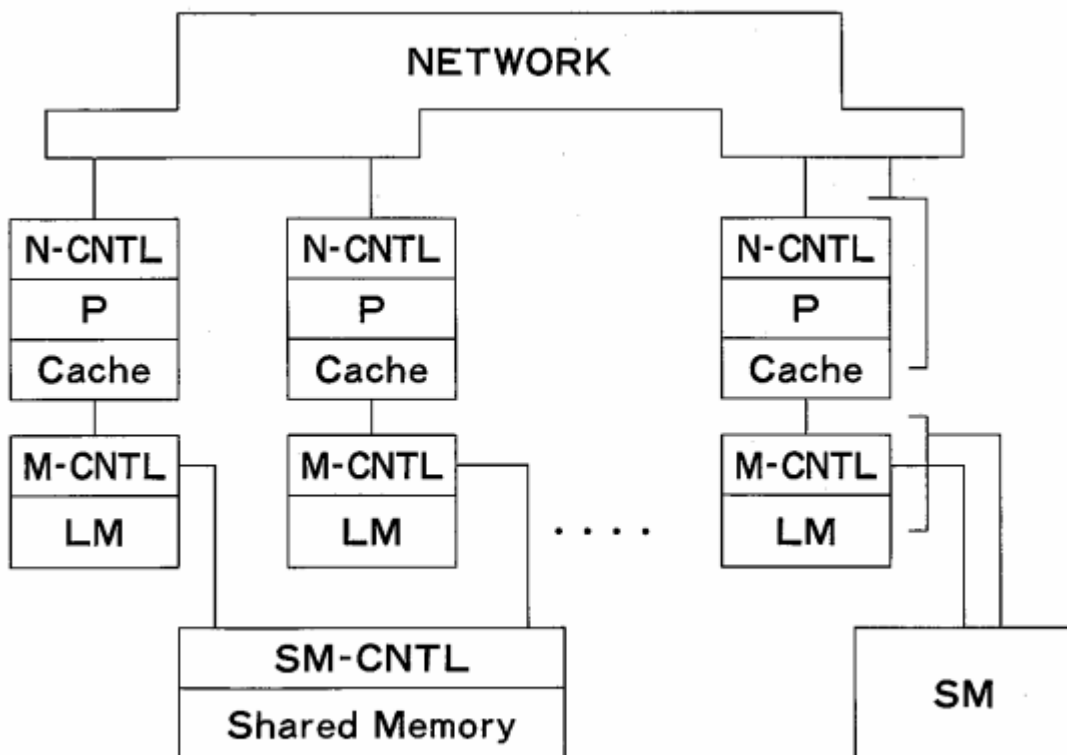 NETWORK
N-CNTL
P
Cache
M-CNTL
LM
N-CNTL
P
Cache
M-CNTL
LM
. . . .
N-CNTL
P
Cache
M-CNTL
LM
SM-CNTL
Shared Memory
SM